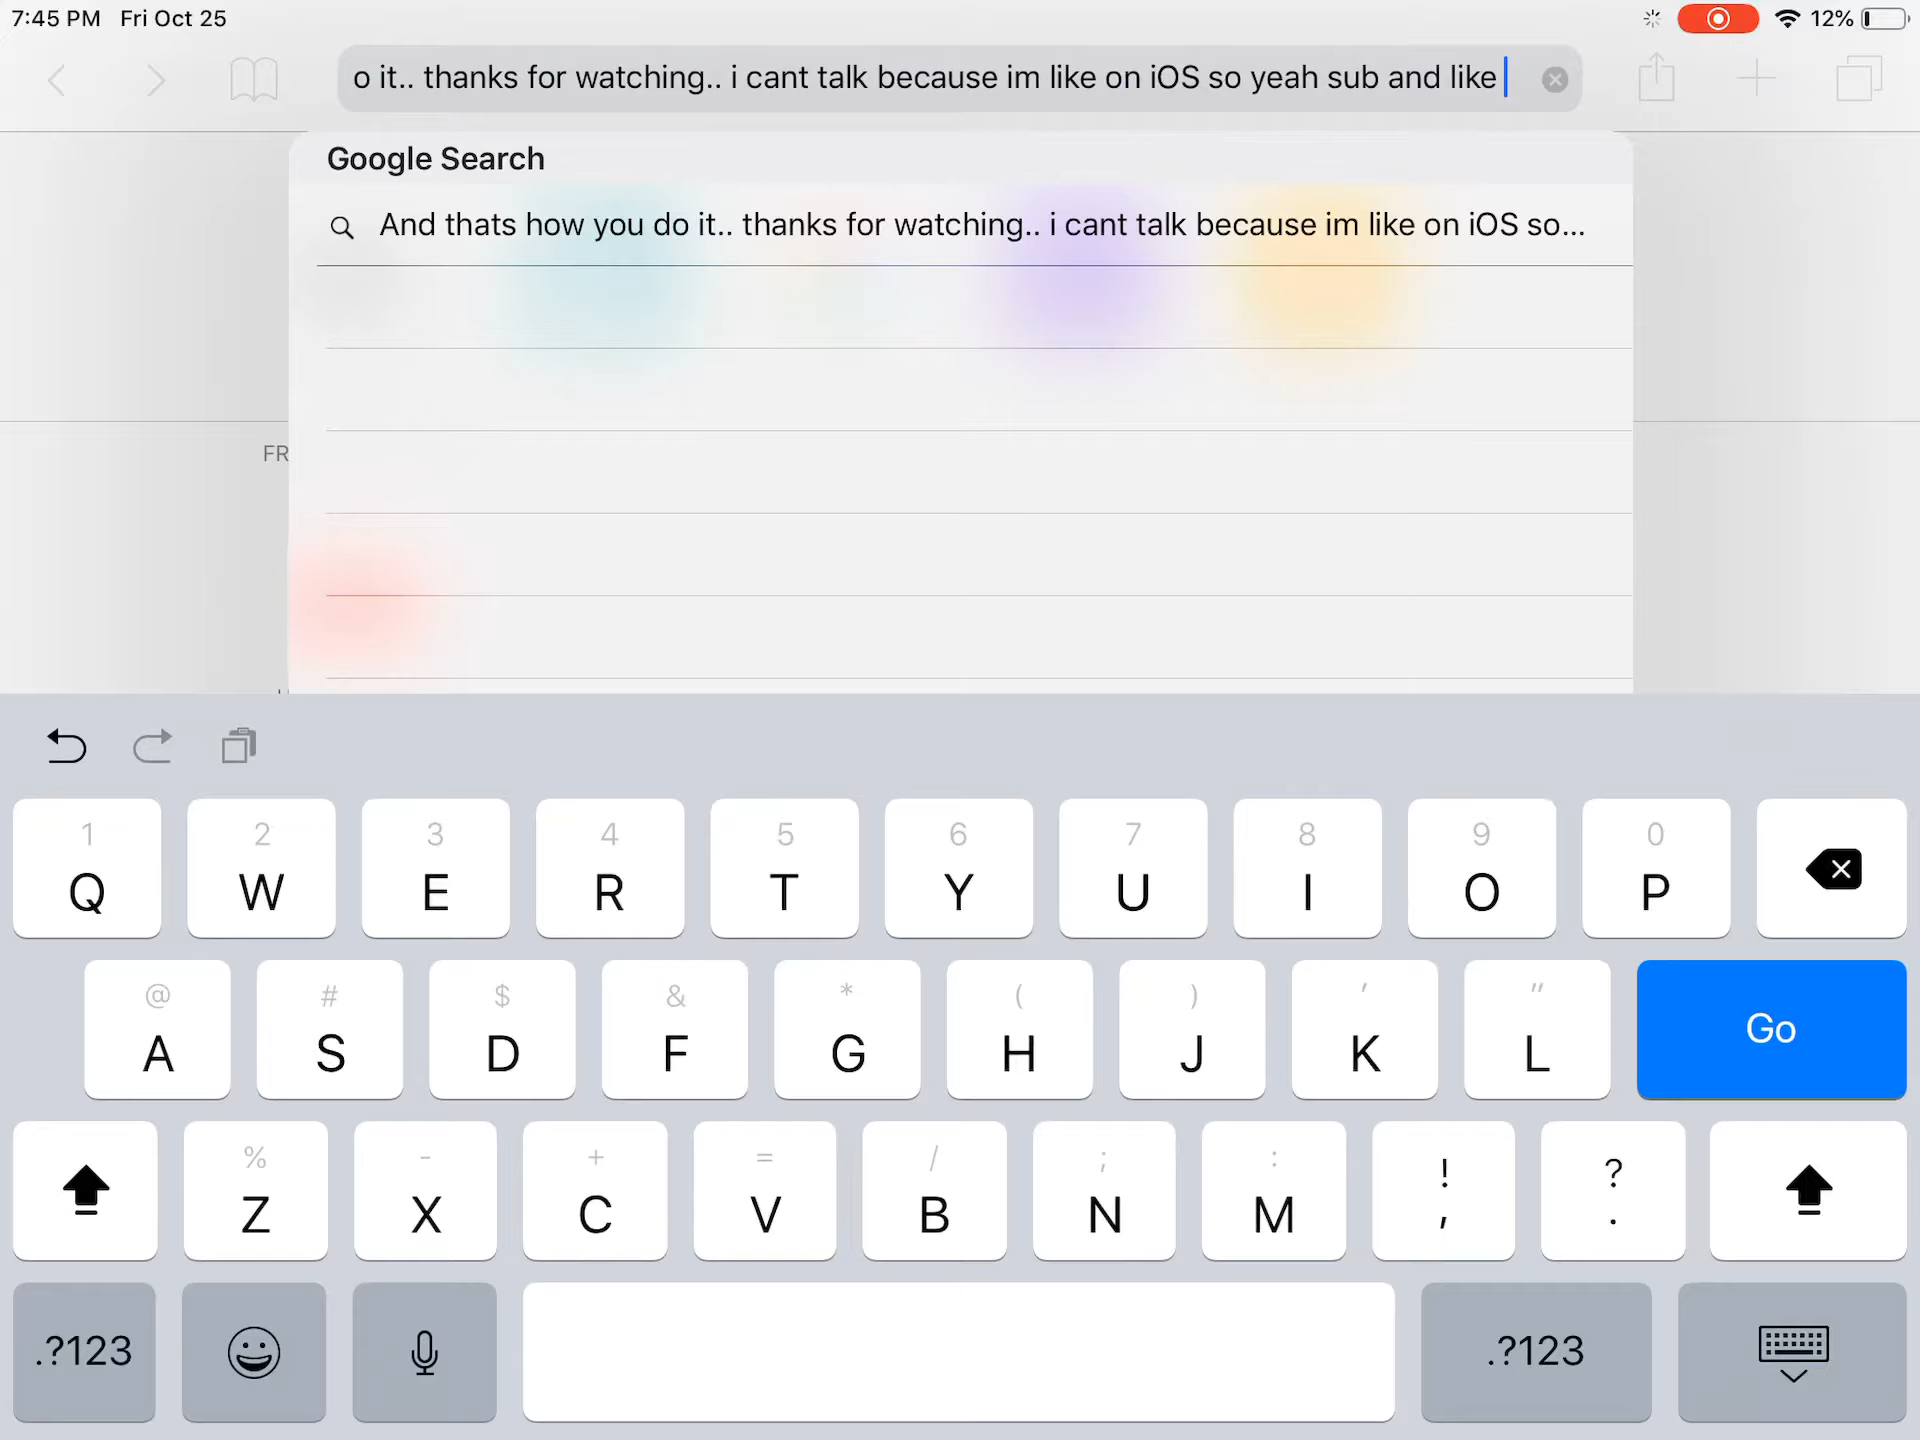 7:45 PM Fri Oct 25 12%
o it.. thanks for watching.. i cant talk because im like on iOS so yeah sub and like
Google Search
And thats how you do it.. thanks for watching.. i cant talk because im like on iOS so...
FR
1 2 3 4 5 6 7 8 9 0
Q W E R T Y U I O P
@ # $ & * ( ) ' "
A S D F G H J K L Go
% - + = / ; : ! ?
Z X C V B N M , .
.?123 .?123